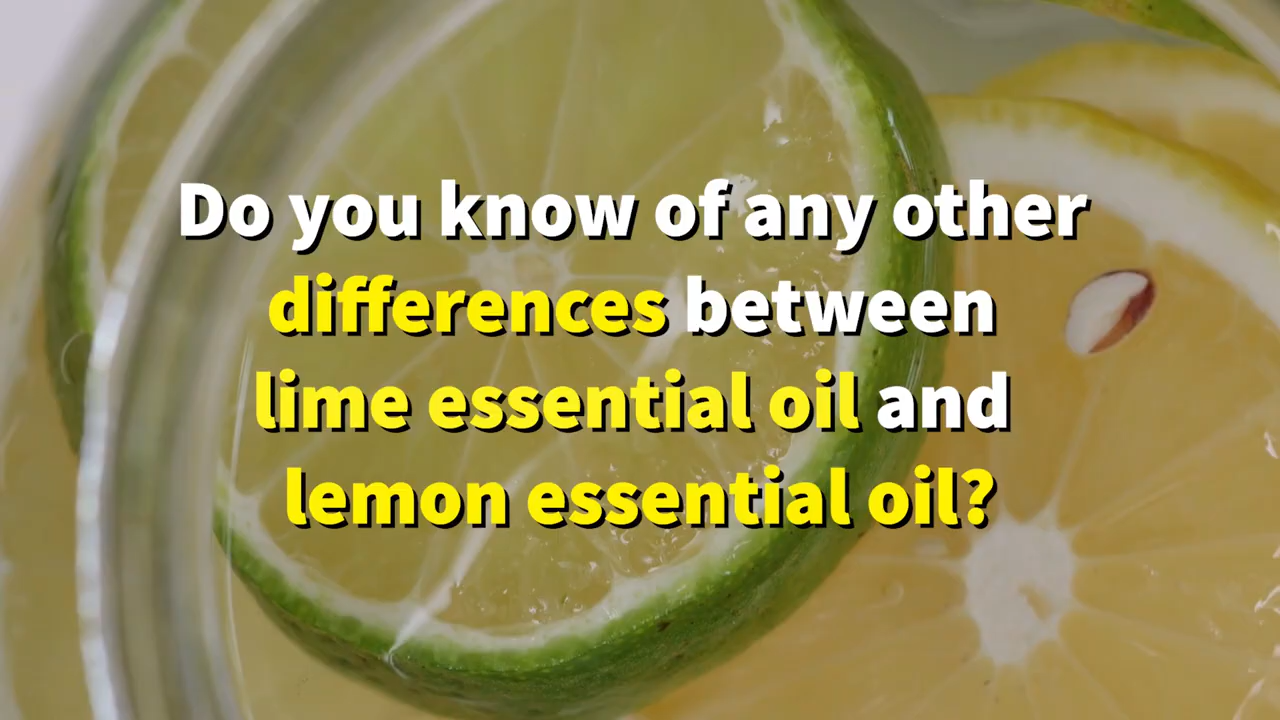 Do you know of any other
differences between
lime essential oil and
lemon essential oil?